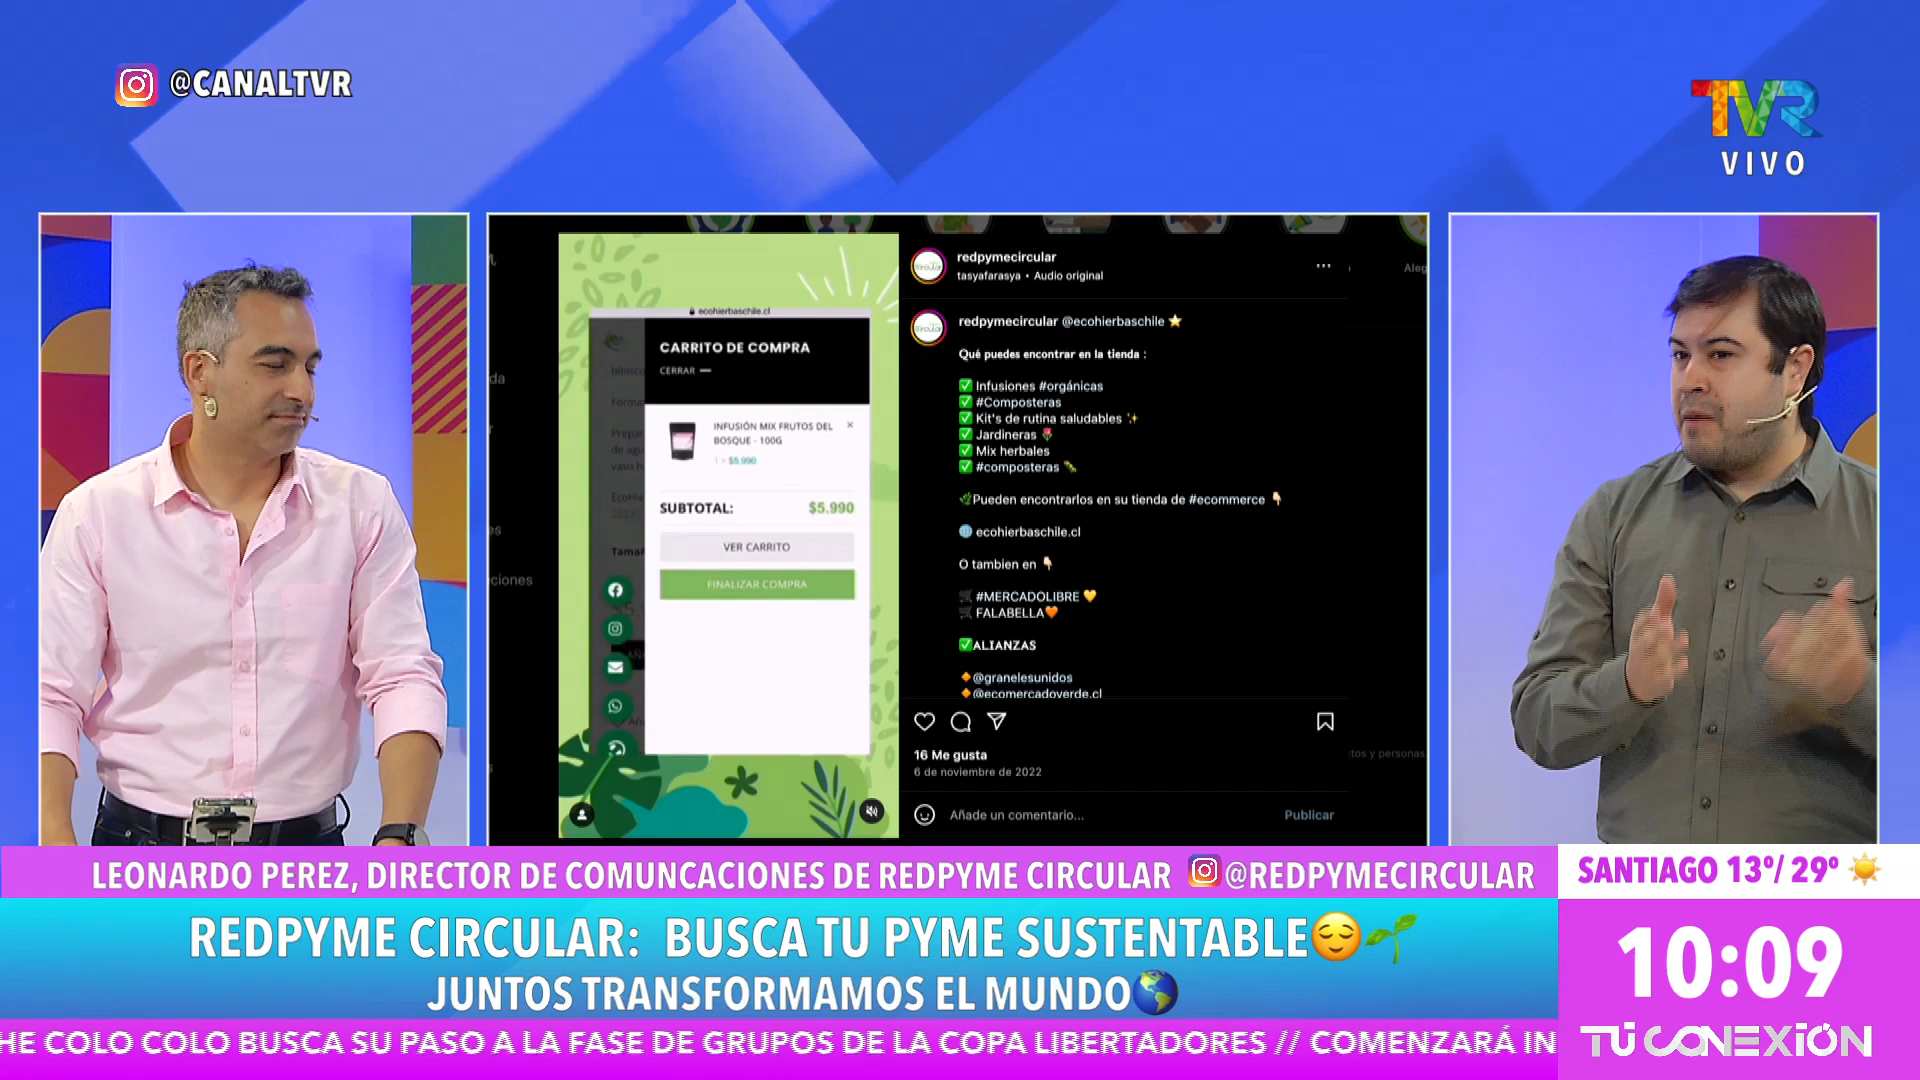 @CANALTVR
TVR
VIVO
ecohierbaschile.cl
CARRITO DE COMPRA
CERRAR
INFUSIÓN MIX FRUTOS DEL
BOSQUE - 100G
1 × $5.990
SUBTOTAL: $5.990
VER CARRITO
FINALIZAR COMPRA
redpymecircular
tasyafarasya • Audio original
redpymecircular @ecohierbaschile ⭐
Qué puedes encontrar en la tienda :
✅ Infusiones #orgánicas
✅ #Composteras
✅ Kit's de rutina saludables ✨
✅ Jardineras 🌷
✅ Mix herbales
✅ #composteras 🐛
🌿Pueden encontrarlos en su tienda de #ecommerce 👇🏻
🌐 ecohierbaschile.cl
O tambien en 👇🏻
🛒 #MERCADOLIBRE 💛
🛒 FALABELLA🧡
✅ALIANZAS
🔸@granelesunidos
🔸@ecomercadoverde.cl
16 Me gusta
6 de noviembre de 2022
Añade un comentario...
Publicar
LEONARDO PEREZ, DIRECTOR DE COMUNCACIONES DE REDPYME CIRCULAR @REDPYMECIRCULAR
SANTIAGO 13º/ 29º
REDPYME CIRCULAR: BUSCA TU PYME SUSTENTABLE😌🌱
JUNTOS TRANSFORMAMOS EL MUNDO🌎
10:09
HE COLO COLO BUSCA SU PASO A LA FASE DE GRUPOS DE LA COPA LIBERTADORES // COMENZARÁ IN
TU CONEXIÓN